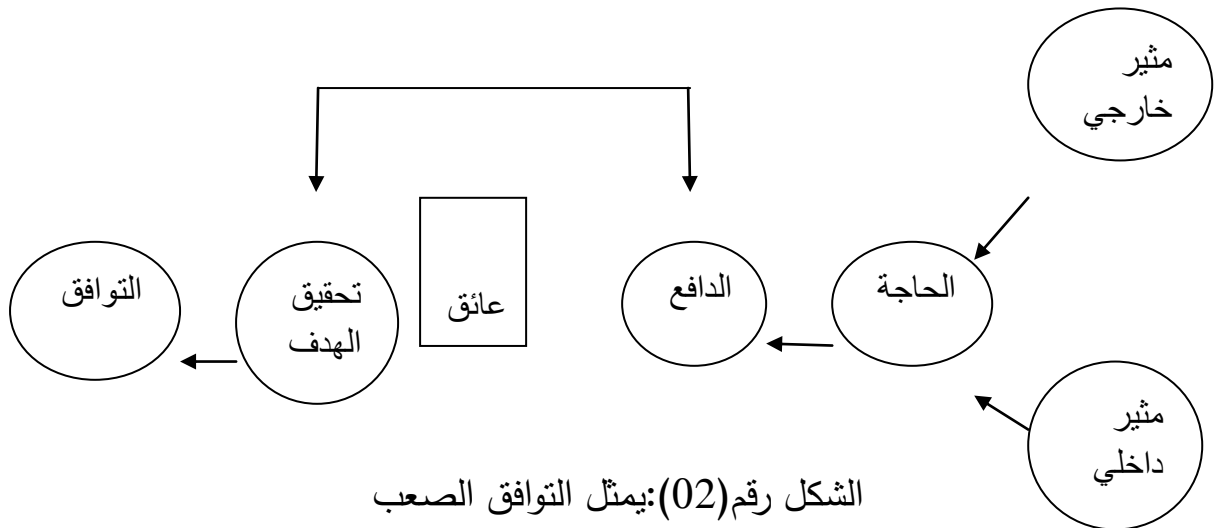 مثير
خارجي
الحاجة
الدافع
عائق
تحقيق
الهدف
التوافق
مثير
داخلي
الشكل رقم(02):يمثل التوافق الصعب